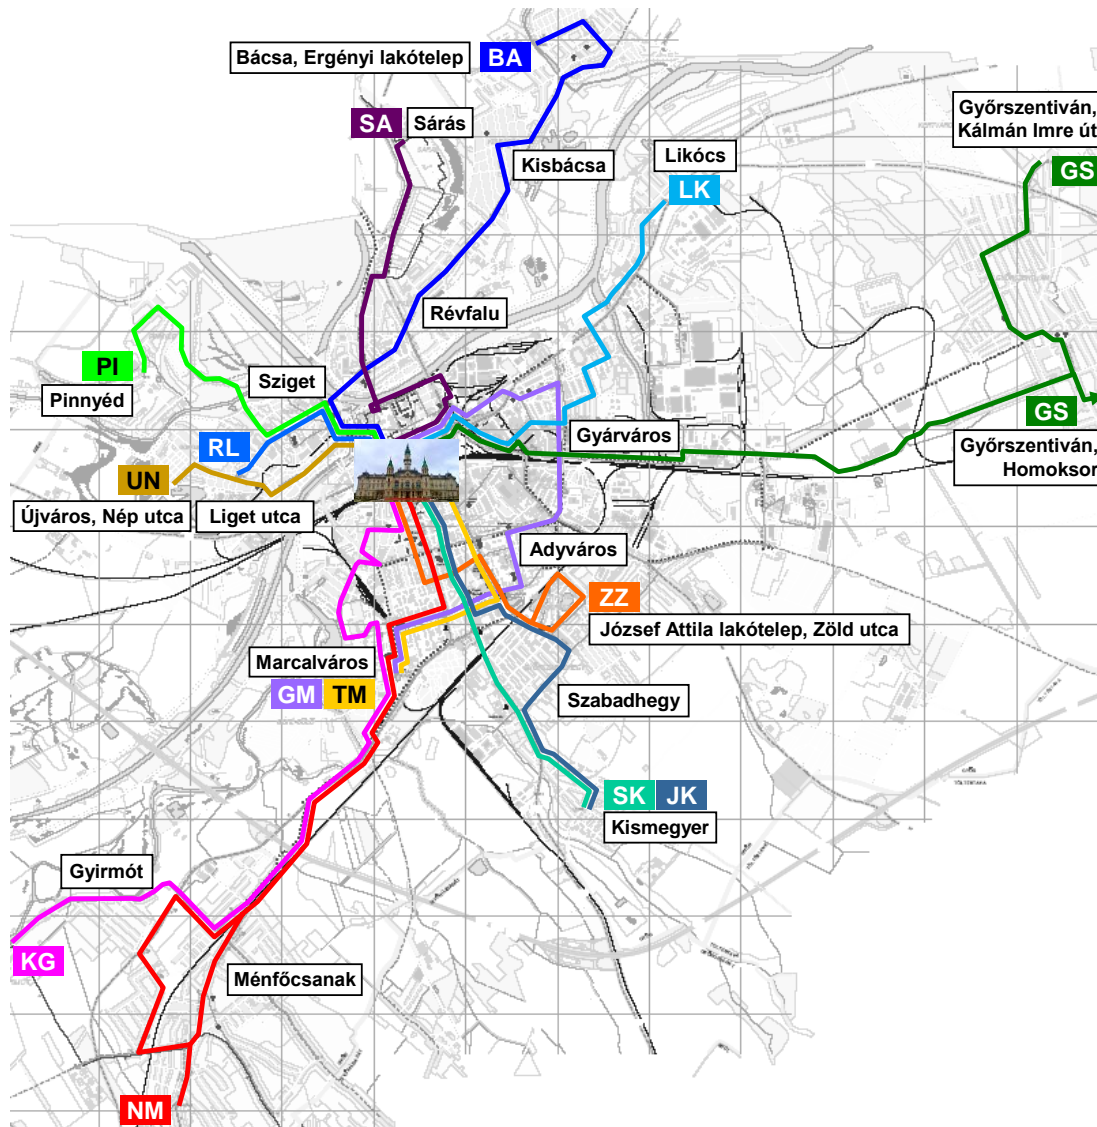 Bácsa, Ergényi lakótelep
BA
SA
Sárás
Győrszentiván,
Kálmán Imre út
GS
Kisbácsa
Likócs
LK
Révfalu
PI
Pinnyéd
Sziget
GS
Győrszentiván,
Homoksor
RL
Gyárváros
UN
Újváros, Nép utca
Liget utca
Adyváros
ZZ
József Attila lakótelep, Zöld utca
Marcalváros
GM
TM
Szabadhegy
SK
JK
Kismegyer
Gyirmót
KG
Ménfőcsanak
NM